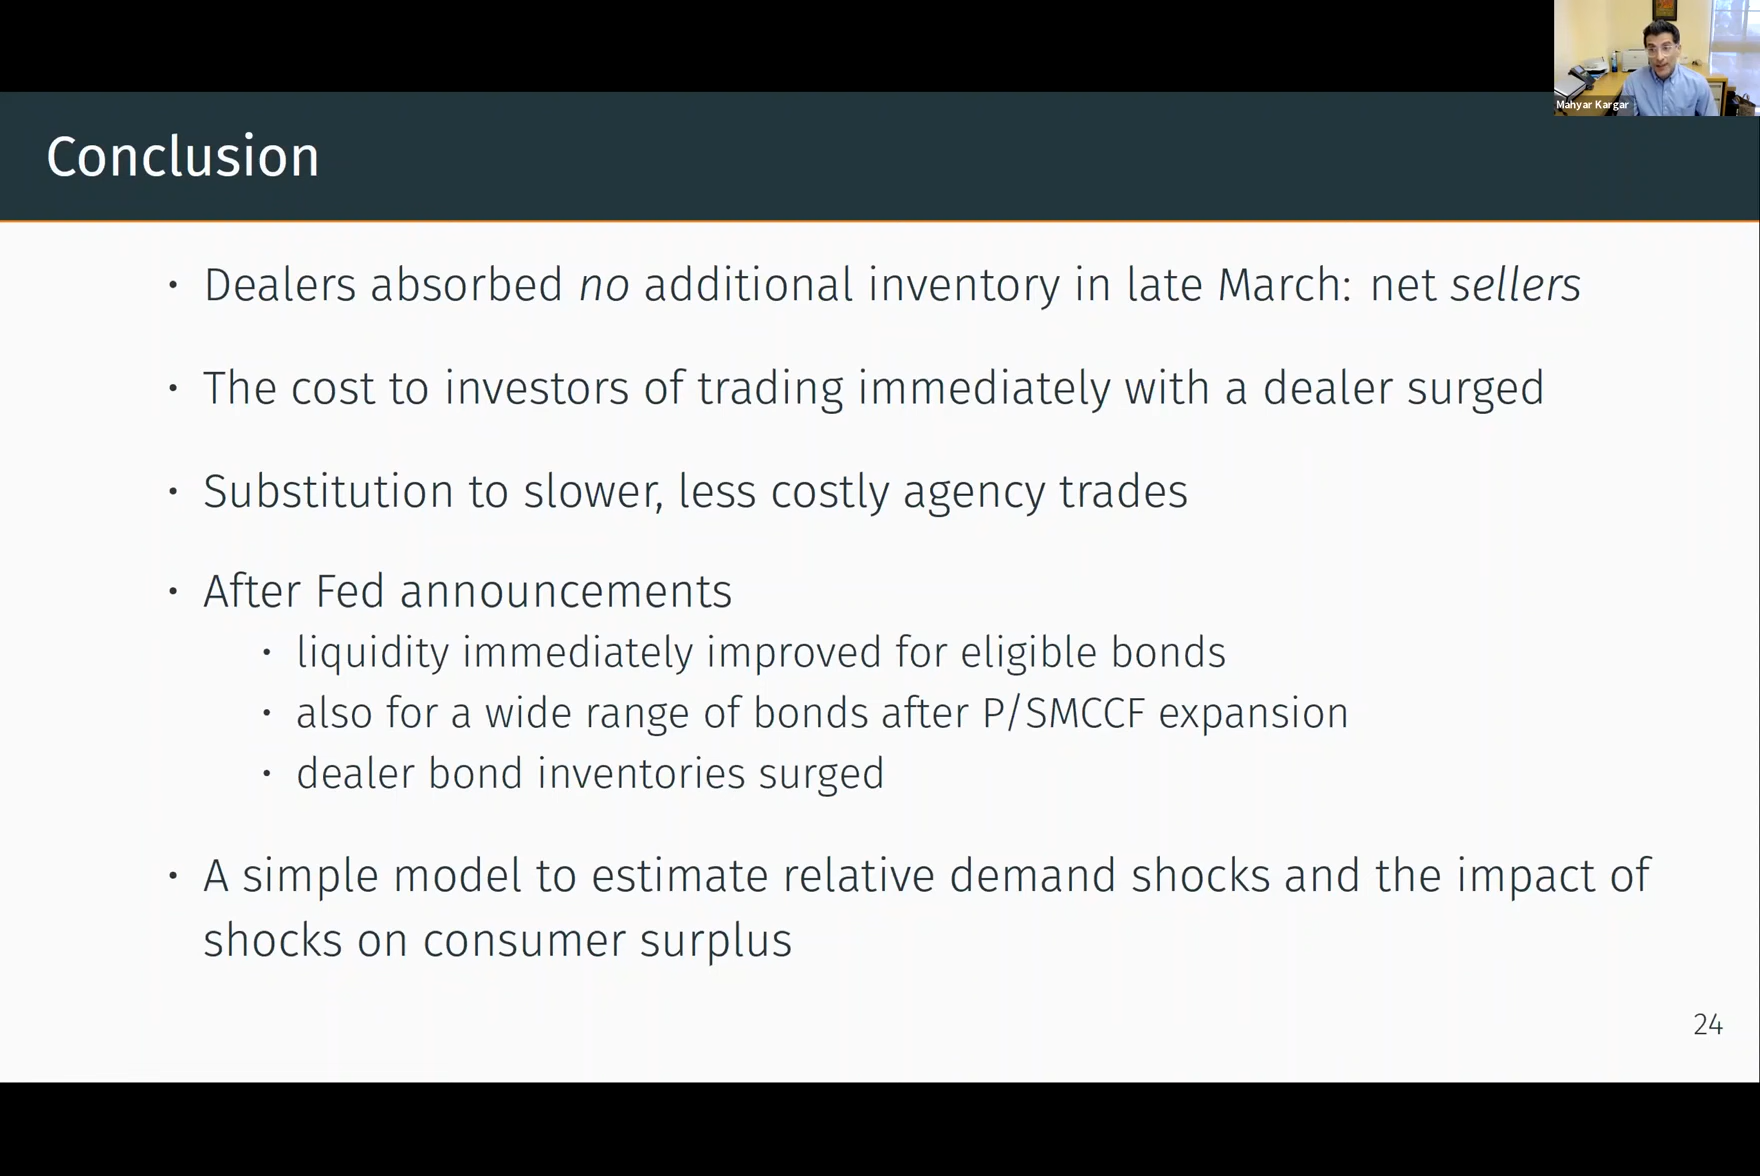 Mahyar Kargar
Conclusion
· Dealers absorbed no additional inventory in late March: net sellers
· The cost to investors of trading immediately with a dealer surged
· Substitution to slower, less costly agency trades
· After Fed announcements
· liquidity immediately improved for eligible bonds
· also for a wide range of bonds after P/SMCCF expansion
· dealer bond inventories surged
· A simple model to estimate relative demand shocks and the impact of
shocks on consumer surplus
24